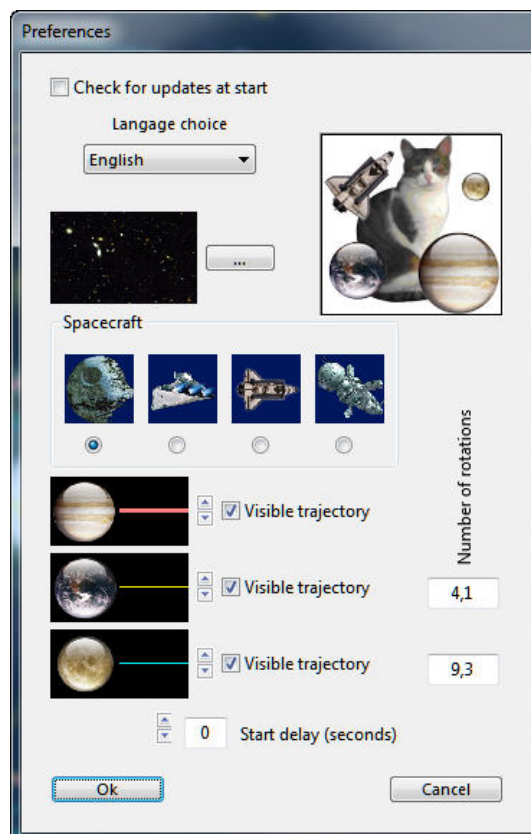 Preferences
Check for updates at start
Langage choice
English
...
Spacecraft
Number of rotations
Visible trajectory
Visible trajectory
4,1
Visible trajectory
9,3
0
Start delay (seconds)
Ok
Cancel